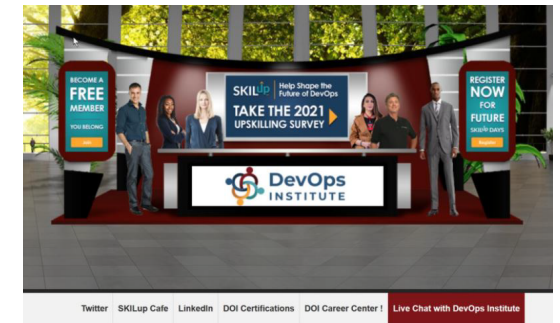 BECOME A
FREE
MEMBER
YOU BELONG
Join
SKILup
Help Shape the
Future of DevOps
TAKE THE 2021
UPSKILLING SURVEY
REGISTER
NOW
FOR
FUTURE
SKILup DAYS
Register
DevOps
INSTITUTE
Twitter SKILup Cafe LinkedIn DOI Certifications DOI Career Center ! Live Chat with DevOps Institute